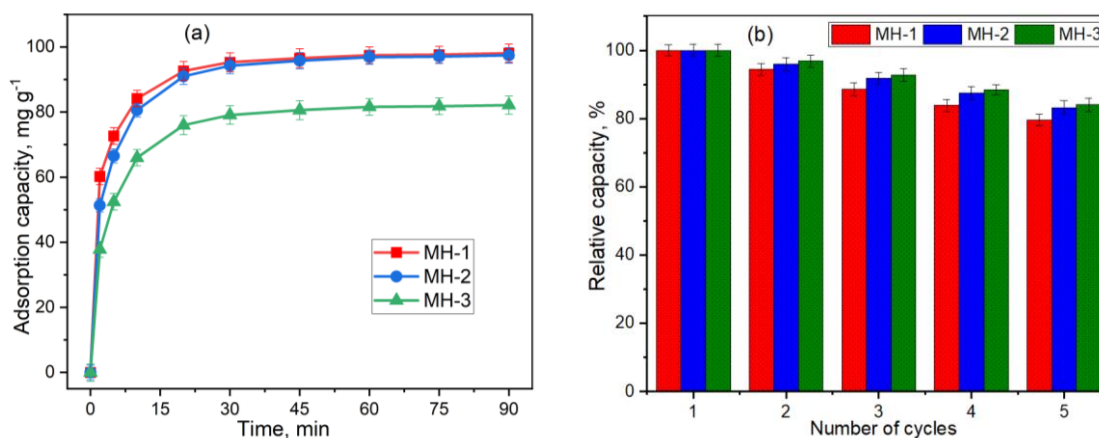 (a)
Adsorption capacity, mg g⁻¹
100
80
60
40
20
0
MH-1
MH-2
MH-3
0 15 30 45 60 75 90
Time, min
(b)
MH-1 MH-2 MH-3
Relative capacity, %
100
80
60
40
20
0
1 2 3 4 5
Number of cycles